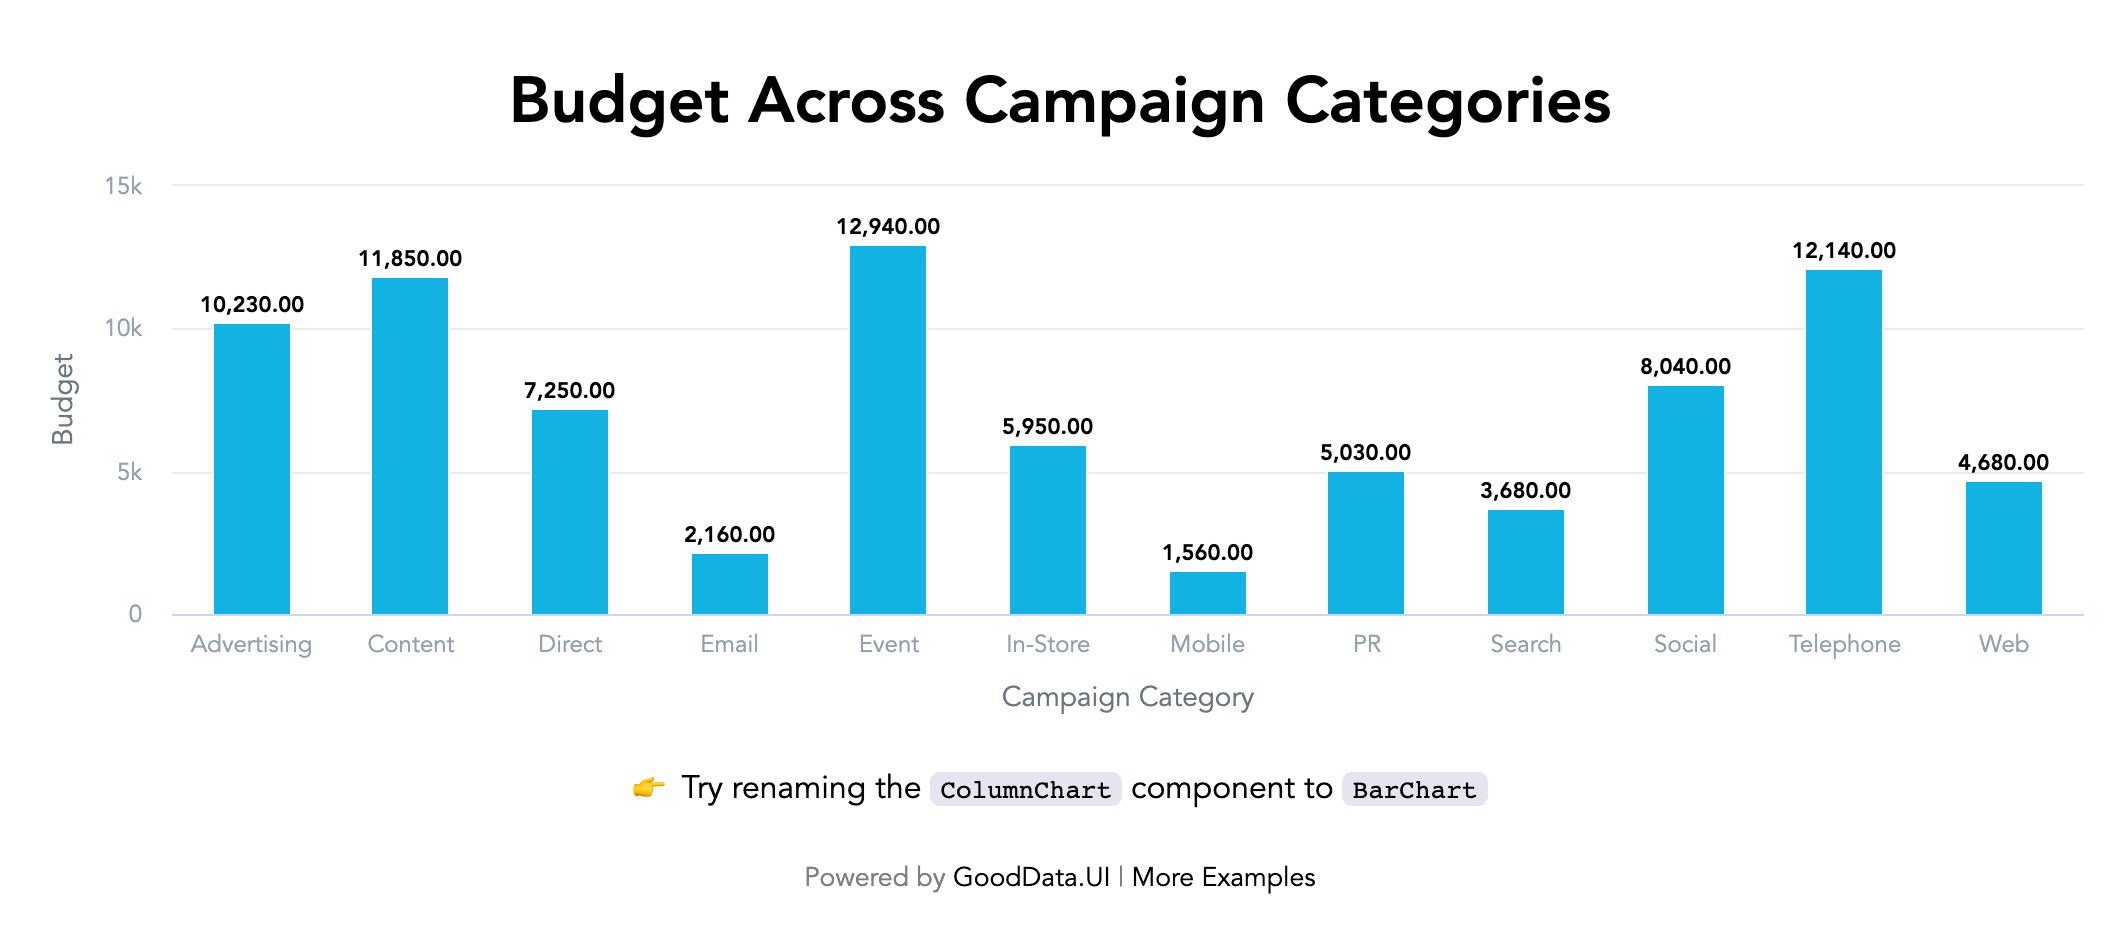 Budget Across Campaign Categories
15k
10k
5k
0
Budget
10,230.00
11,850.00
7,250.00
2,160.00
12,940.00
5,950.00
1,560.00
5,030.00
3,680.00
8,040.00
12,140.00
4,680.00
Advertising Content Direct Email Event In-Store Mobile PR Search Social Telephone Web
Campaign Category
👉 Try renaming the ColumnChart component to BarChart
Powered by GoodData.UI | More Examples